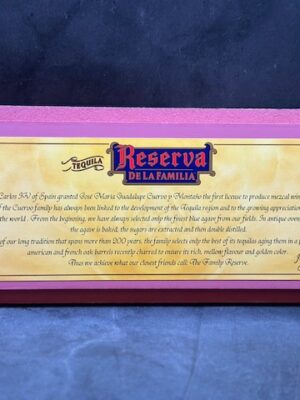 TEQUILA
Reserva
DE LA FAMILIA
Carlos IV of Spain granted José María Guadalupe Cuervo y Montaño the first license to produce mezcal wine
f the Cuervo family has always been linked to the development of the Tequila region and to the growing appreciation
the world . From the beginning, we have always selected only the finest blue agave from our fields. In antique oven
the agave is baked, the sugars are extracted and then double distilled.
of our long tradition that spans more than 200 years, the family selects only the best of its tequilas aging them in a p
american and french oak barrels recently charred to ensure its rich, mellow flavour and golden color.
Thus we achieve what our closest friends call: The Family Reserve.